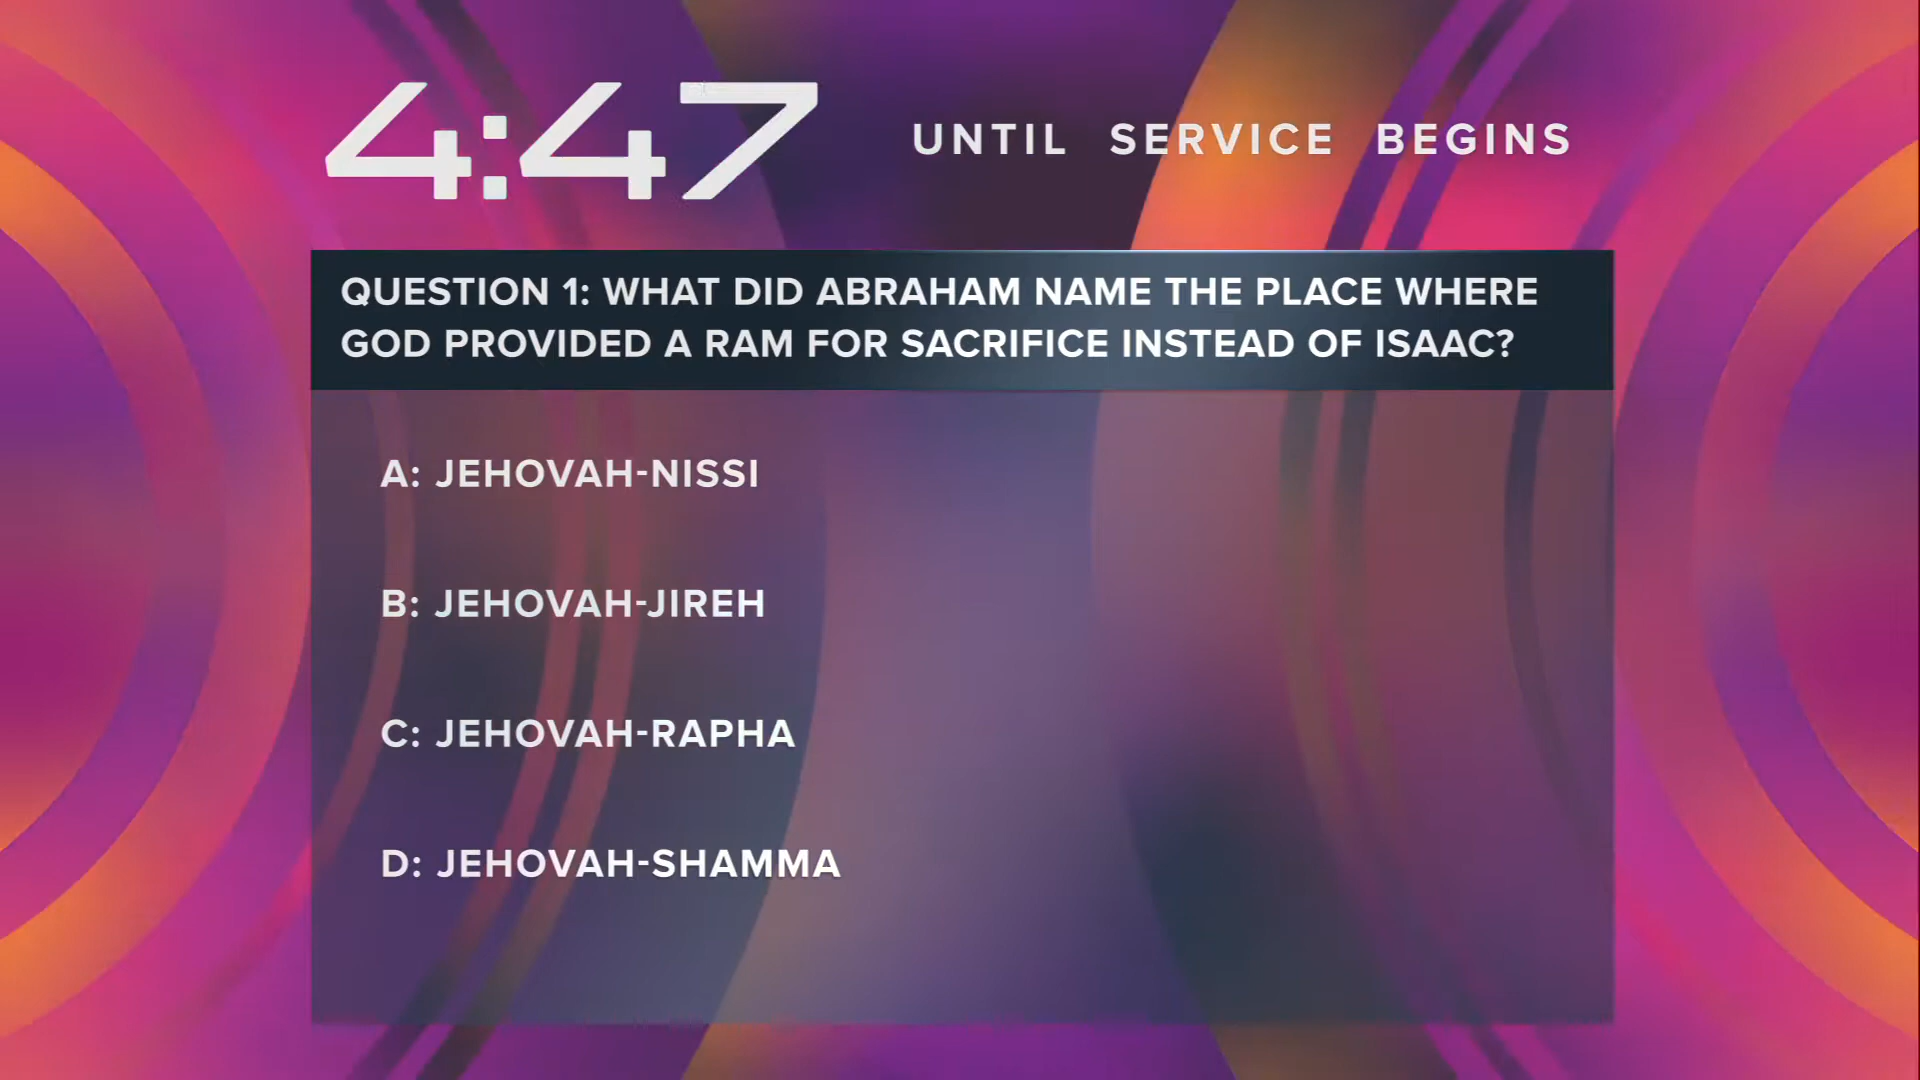 4:47 UNTIL SERVICE BEGINS
QUESTION 1: WHAT DID ABRAHAM NAME THE PLACE WHERE
GOD PROVIDED A RAM FOR SACRIFICE INSTEAD OF ISAAC?
A: JEHOVAH-NISSI
B: JEHOVAH-JIREH
C: JEHOVAH-RAPHA
D: JEHOVAH-SHAMMA